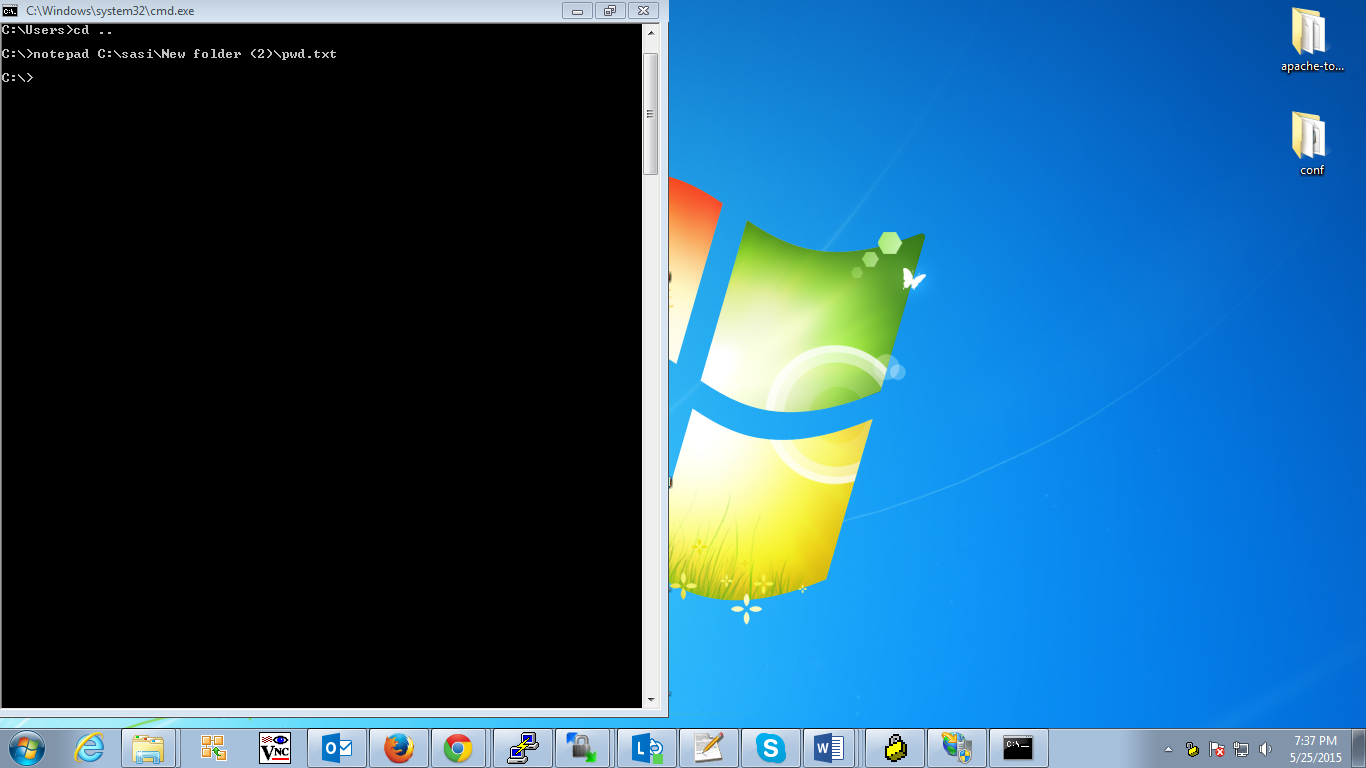 C:\Windows\system32\cmd.exe
C:\Users>cd ..
C:\>notepad C:\sasi\New folder (2)\pwd.txt
C:\>
apache-to...
conf
VNC
7:37 PM
5/25/2015